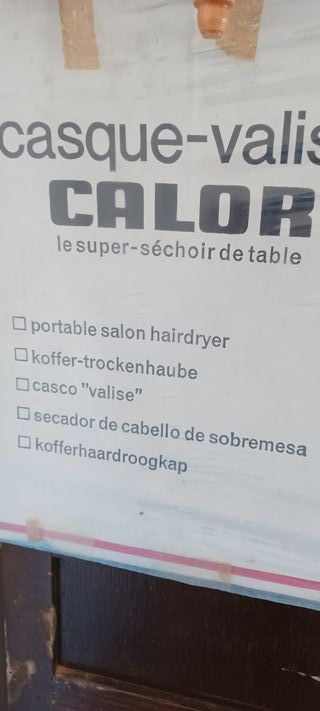 casque-valis
CALOR
le super-séchoir de table
□ portable salon hairdryer
□ koffer-trockenhaube
□ casco "valise"
□ secador de cabello de sobremesa
□ kofferhaardroogkap